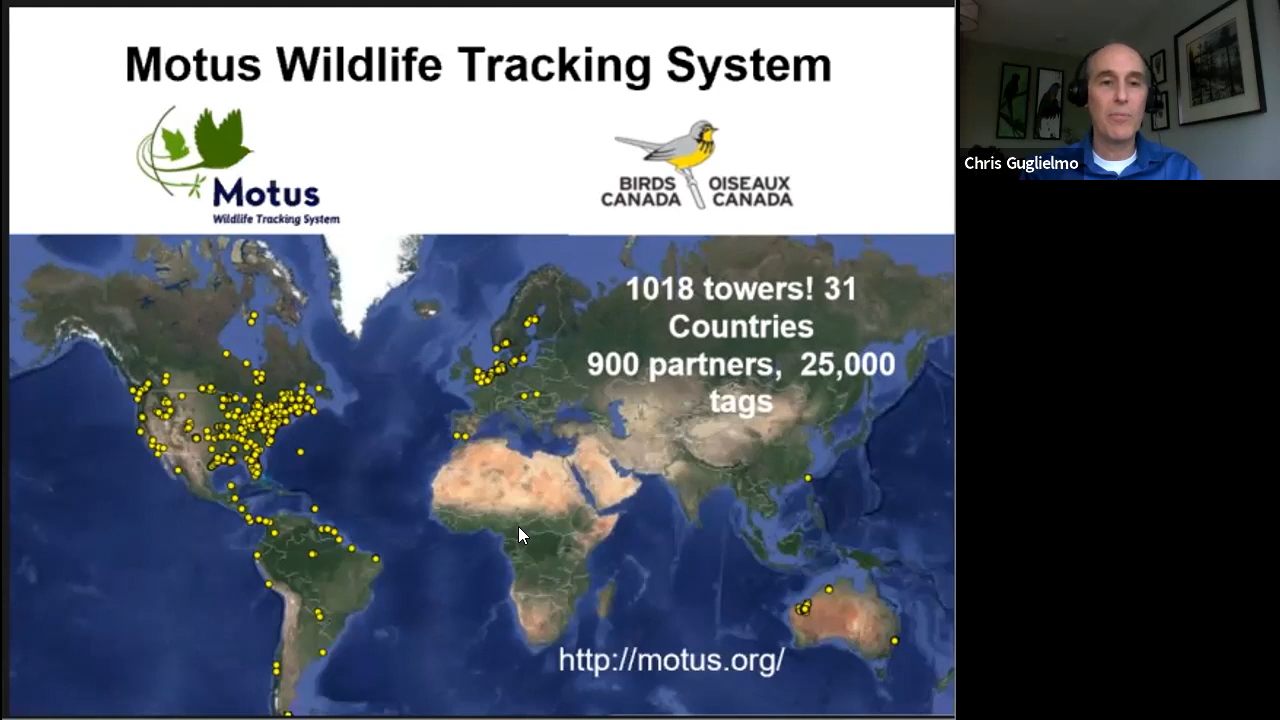 Motus Wildlife Tracking System
Motus
Wildlife Tracking System
BIRDS CANADA
OISEAUX CANADA
1018 towers! 31
Countries
900 partners, 25,000
tags
http://motus.org/
Chris Guglielmo